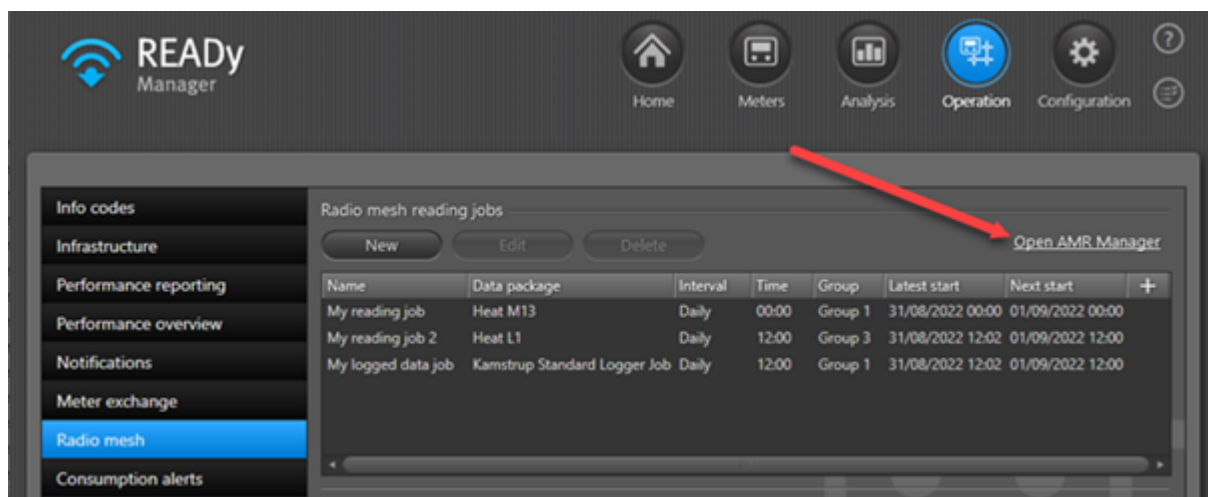 READy
Manager
?
Home Meters Analysis Operation Configuration
Info codes
Infrastructure
Performance reporting
Performance overview
Notifications
Meter exchange
Radio mesh
Consumption alerts
Radio mesh reading jobs
New Edit Delete Open AMR Manager
Name Data package Interval Time Group Latest start Next start +
My reading job Heat M13 Daily 00:00 Group 1 31/08/2022 00:00 01/09/2022 00:00
My reading job 2 Heat L1 Daily 12:00 Group 3 31/08/2022 12:02 01/09/2022 12:00
My logged data job Kamstrup Standard Logger Job Daily 12:00 Group 1 31/08/2022 12:02 01/09/2022 12:00